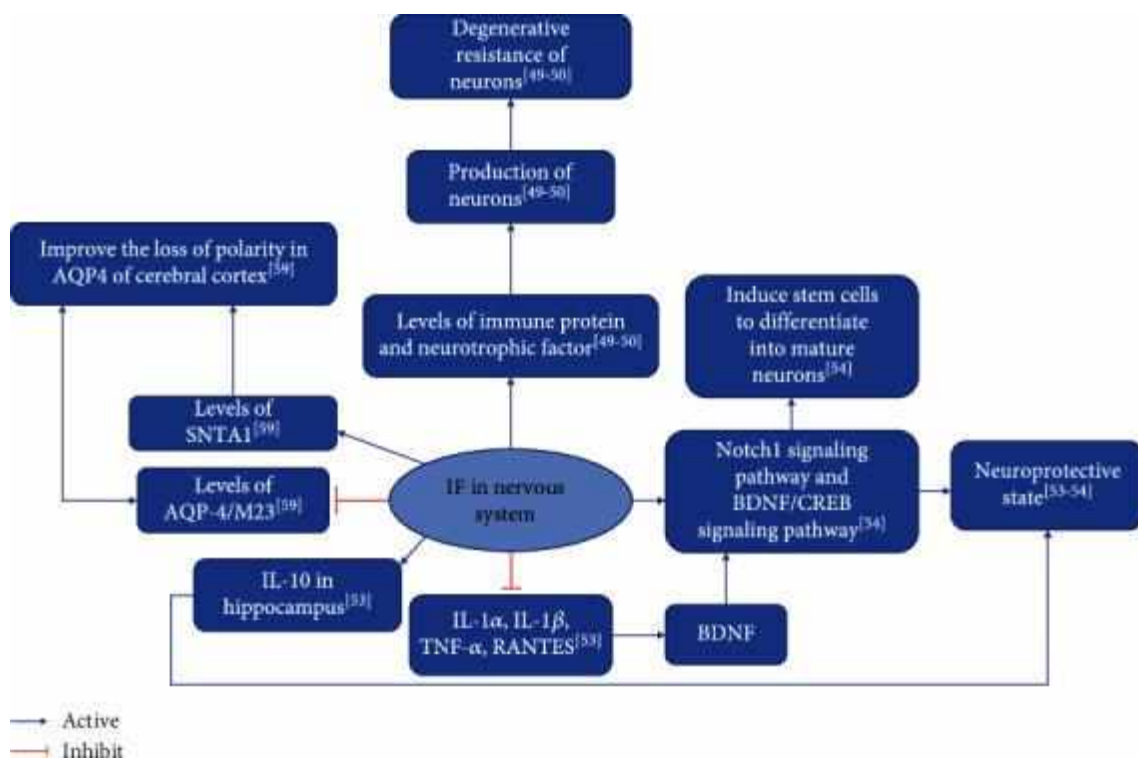 Degenerative
resistance of
neurons[49-50]
Production of
neurons[49-50]
Improve the loss of polarity in
AQP4 of cerebral cortex[59]
Levels of immune protein
and neurotrophic factor[49-50]
Induce stem cells
to differentiate
into mature
neurons[54]
Levels of
SNTA1[59]
Levels of
AQP-4/M23[59]
IF in nervous
system
Notch1 signaling
pathway and
BDNF/CREB
signaling pathway[54]
Neuroprotective
state[53-54]
IL-10 in
hippocampus[53]
IL-1α, IL-1β,
TNF-α, RANTES[53]
BDNF
Active
Inhibit